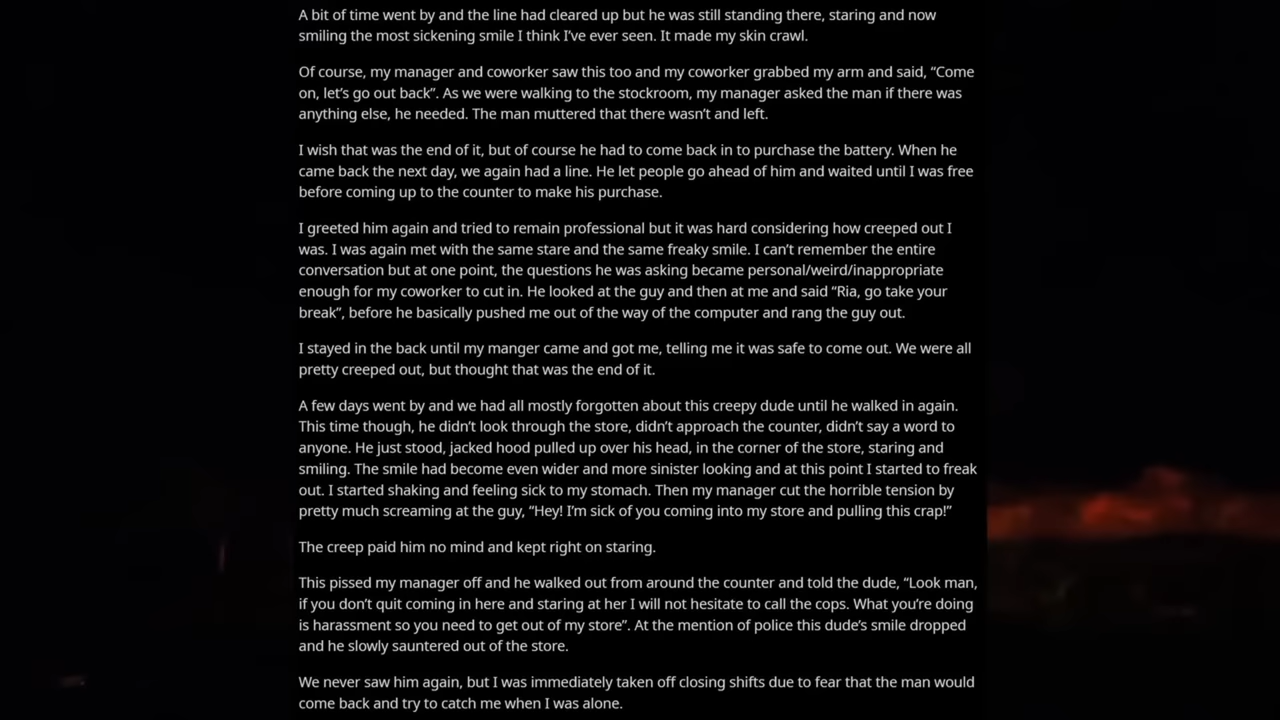 A bit of time went by and the line had cleared up but he was still standing there, staring and now
smiling the most sickening smile I think I've ever seen. It made my skin crawl.
Of course, my manager and coworker saw this too and my coworker grabbed my arm and said, “Come
on, let's go out back”. As we were walking to the stockroom, my manager asked the man if there was
anything else, he needed. The man muttered that there wasn't and left.
I wish that was the end of it, but of course he had to come back in to purchase the battery. When he
came back the next day, we again had a line. He let people go ahead of him and waited until I was free
before coming up to the counter to make his purchase.
I greeted him again and tried to remain professional but it was hard considering how creeped out I
was. I was again met with the same stare and the same freaky smile. I can't remember the entire
conversation but at one point, the questions he was asking became personal/weird/inappropriate
enough for my coworker to cut in. He looked at the guy and then at me and said “Ria, go take your
break”, before he basically pushed me out of the way of the computer and rang the guy out.
I stayed in the back until my manger came and got me, telling me it was safe to come out. We were all
pretty creeped out, but thought that was the end of it.
A few days went by and we had all mostly forgotten about this creepy dude until he walked in again.
This time though, he didn't look through the store, didn't approach the counter, didn't say a word to
anyone. He just stood, jacked hood pulled up over his head, in the corner of the store, staring and
smiling. The smile had become even wider and more sinister looking and at this point I started to freak
out. I started shaking and feeling sick to my stomach. Then my manager cut the horrible tension by
pretty much screaming at the guy, “Hey! I'm sick of you coming into my store and pulling this crap!”
The creep paid him no mind and kept right on staring.
This pissed my manager off and he walked out from around the counter and told the dude, “Look man,
if you don't quit coming in here and staring at her I will not hesitate to call the cops. What you're doing
is harassment so you need to get out of my store”. At the mention of police this dude's smile dropped
and he slowly sauntered out of the store.
We never saw him again, but I was immediately taken off closing shifts due to fear that the man would
come back and try to catch me when I was alone.